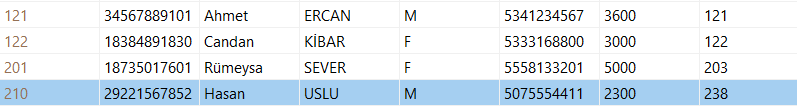 121 34567889101 Ahmet ERCAN M 5341234567 3600 121
122 18384891830 Candan KİBAR F 5333168800 3000 122
201 18735017601 Rümeysa SEVER F 5558133201 5000 203
210 29221567852 Hasan USLU M 5075554411 2300 238